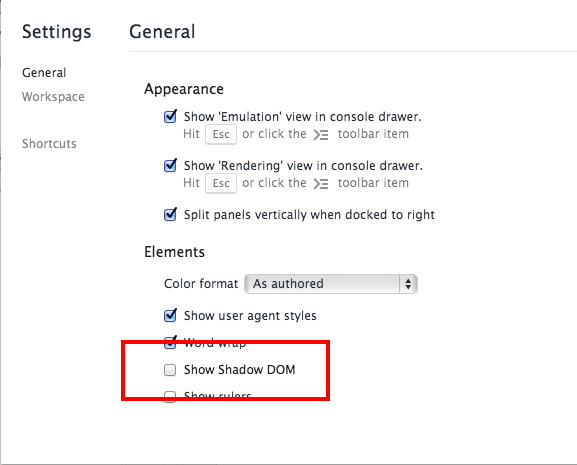 Settings
General
General
Workspace
Shortcuts
Appearance
Show 'Emulation' view in console drawer.
Hit Esc or click the toolbar item
Show 'Rendering' view in console drawer.
Hit Esc or click the toolbar item
Split panels vertically when docked to right
Elements
Color format As authored
Show user agent styles
Word wrap
Show Shadow DOM
Show rulers